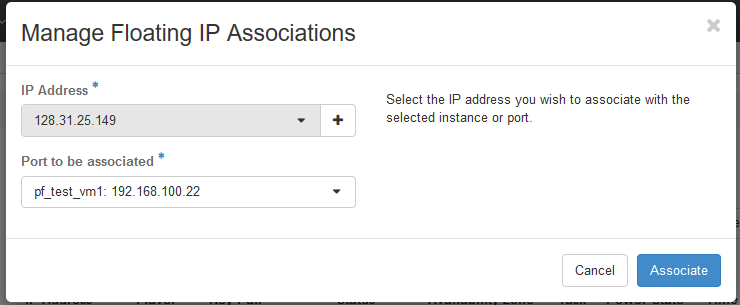 Manage Floating IP Associations
×
IP Address *
128.31.25.149
+
Select the IP address you wish to associate with the
selected instance or port.
Port to be associated *
pf_test_vm1: 192.168.100.22
Cancel
Associate